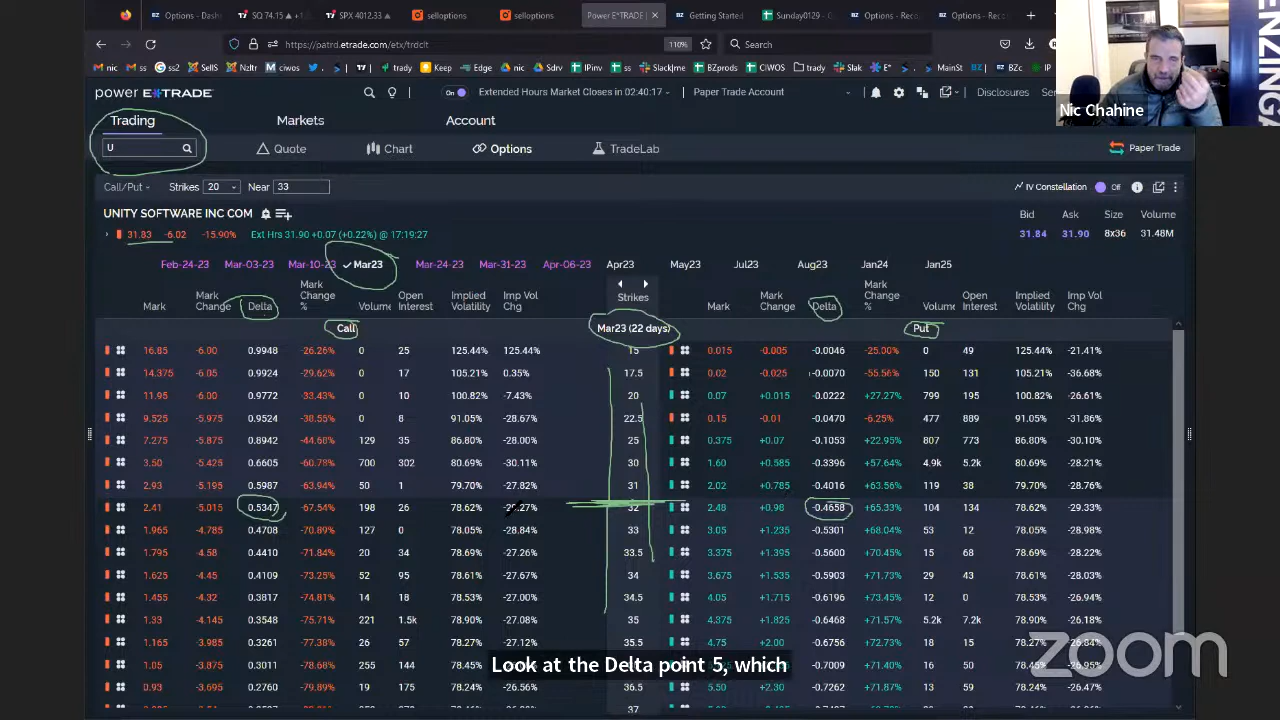 Options - Dash
SQ 74.15 ▲ +1.
SPX 4012.33 ▲
selloptions
selloptions
Power E*TRADE
Getting Started
Sunday0129 -
Options - Reco
Options - Rec
https://patrd.etrade.com/etx/
110%
Search
nic ss ss2 SellS Nzltr ciwos trady nic Sdrv IPinv ss Slackline BZprods CIWOS trady Slak E* MainSt BZc IP
power E*TRADE
On
Extended Hours Market Closes in 02:40:17
Paper Trade Account
Disclosures
Nic Chahine
Trading Markets Account
U
Quote Chart Options TradeLab
Paper Trade
Call/Put Strikes 20 Near 33
IV Constellation Off
UNITY SOFTWARE INC COM
Bid Ask Size Volume
31.83 -6.02 -15.90% Ext Hrs 31.90 +0.07 (+0.22%) @ 17:19:27
31.84 31.90 8x36 31.48M
Feb-24-23 Mar-03-23 Mar-10-23 Mar23 Mar-24-23 Mar-31-23 Apr-06-23 Apr23 May23 Jul23 Aug23 Jan24 Jan25
Mark Mark Change Delta Mark Change % Volume Open Interest Implied Volatility Imp Vol Chg Strikes Mark Mark Change Delta Mark Change % Volume Open Interest Implied Volatility Imp Vol Chg
Call Mar23 (22 days) Put
16.85 -6.00 0.9948 -26.26% 0 25 125.44% 125.44% 15 0.015 -0.005 -0.0046 -25.00% 0 49 125.44% -21.41%
14.375 -6.05 0.9924 -29.62% 0 17 105.21% 0.35% 17.5 0.02 -0.025 -0.0070 -55.56% 150 131 105.21% -36.68%
11.95 -6.00 0.9772 -33.43% 0 10 100.82% -7.43% 20 0.07 +0.015 -0.0222 +27.27% 799 195 100.82% -26.61%
9.525 -5.975 0.9524 -38.55% 0 8 91.05% -28.67% 22.5 0.15 -0.01 -0.0470 -6.25% 477 889 91.05% -31.86%
7.275 -5.875 0.8942 -44.68% 129 35 86.80% -28.00% 25 0.375 +0.07 -0.1053 +22.95% 807 773 86.80% -30.10%
3.50 -5.425 0.6605 -60.78% 700 302 80.69% -30.11% 30 1.60 +0.585 -0.3396 +57.64% 4.9k 5.2k 80.69% -28.21%
2.93 -5.195 0.5987 -63.94% 50 1 79.70% -27.82% 31 2.02 +0.785 -0.4016 +63.56% 119 38 79.70% -28.76%
2.41 -5.015 0.5347 -67.54% 198 26 78.62% 2.48 +0.98 -0.4658 +65.33% 104 134 78.62% -29.33%
1.965 -4.785 0.4708 -70.89% 127 0 78.05% -28.84% 33 3.05 +1.235 -0.5301 +68.04% 53 12 78.05% -28.98%
1.795 -4.58 0.4410 -71.84% 20 34 78.69% -27.26% 33.5 3.375 +1.395 -0.5600 +70.45% 15 68 78.69% -28.22%
1.625 -4.45 0.4109 -73.25% 52 95 78.61% -27.67% 34 3.675 +1.535 -0.5903 +71.73% 29 43 78.61% -28.03%
1.455 -4.32 0.3817 -74.81% 14 18 78.53% -27.00% 34.5 4.05 +1.715 -0.6195 +73.45% 12 0 78.53% -26.94%
1.33 -4.145 0.3548 -75.71% 221 1.5k 78.90% -27.08% 35 4.375 +1.825 -0.6468 +71.57% 5.2k 7.2k 78.90% -26.18%
1.165 -3.985 0.3261 -77.38% 26 57 78.27% -27.12% 35.5 4.75 +2.00 -0.6756 +72.73% 18 15 78.27%
1.05 -3.875 0.3011 -78.68% 255 144 78.45% +71.40% 16 50 -26.47%
0.93 -3.695 0.2760 -79.89% 19 175 78.24% -26.56% 36.5 5.50 +2.30 -0.7262 +71.87% 13 59 78.24% -26.47%
37
Look at the Delta point 5, which
zoom
BENZINGA